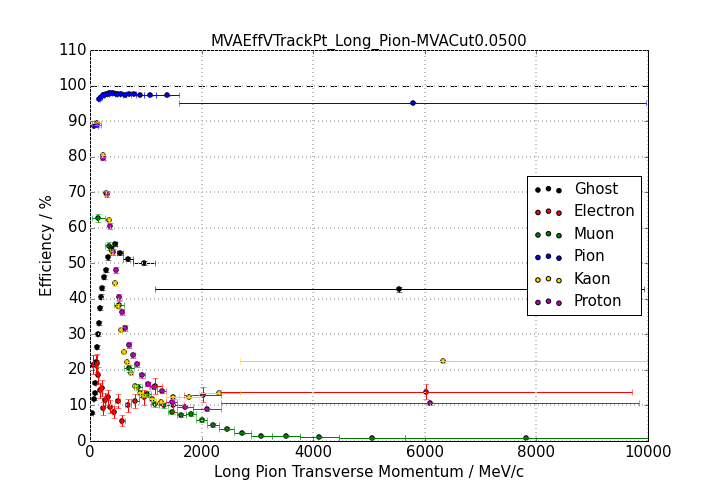 MVAEffVTrackPt_Long_Pion-MVACut0.0500
110
100
90
80
70
60
50
40
30
20
10
0
Efficiency / %
Ghost
Electron
Muon
Pion
Kaon
Proton
0 2000 4000 6000 8000 10000
Long Pion Transverse Momentum / MeV/c